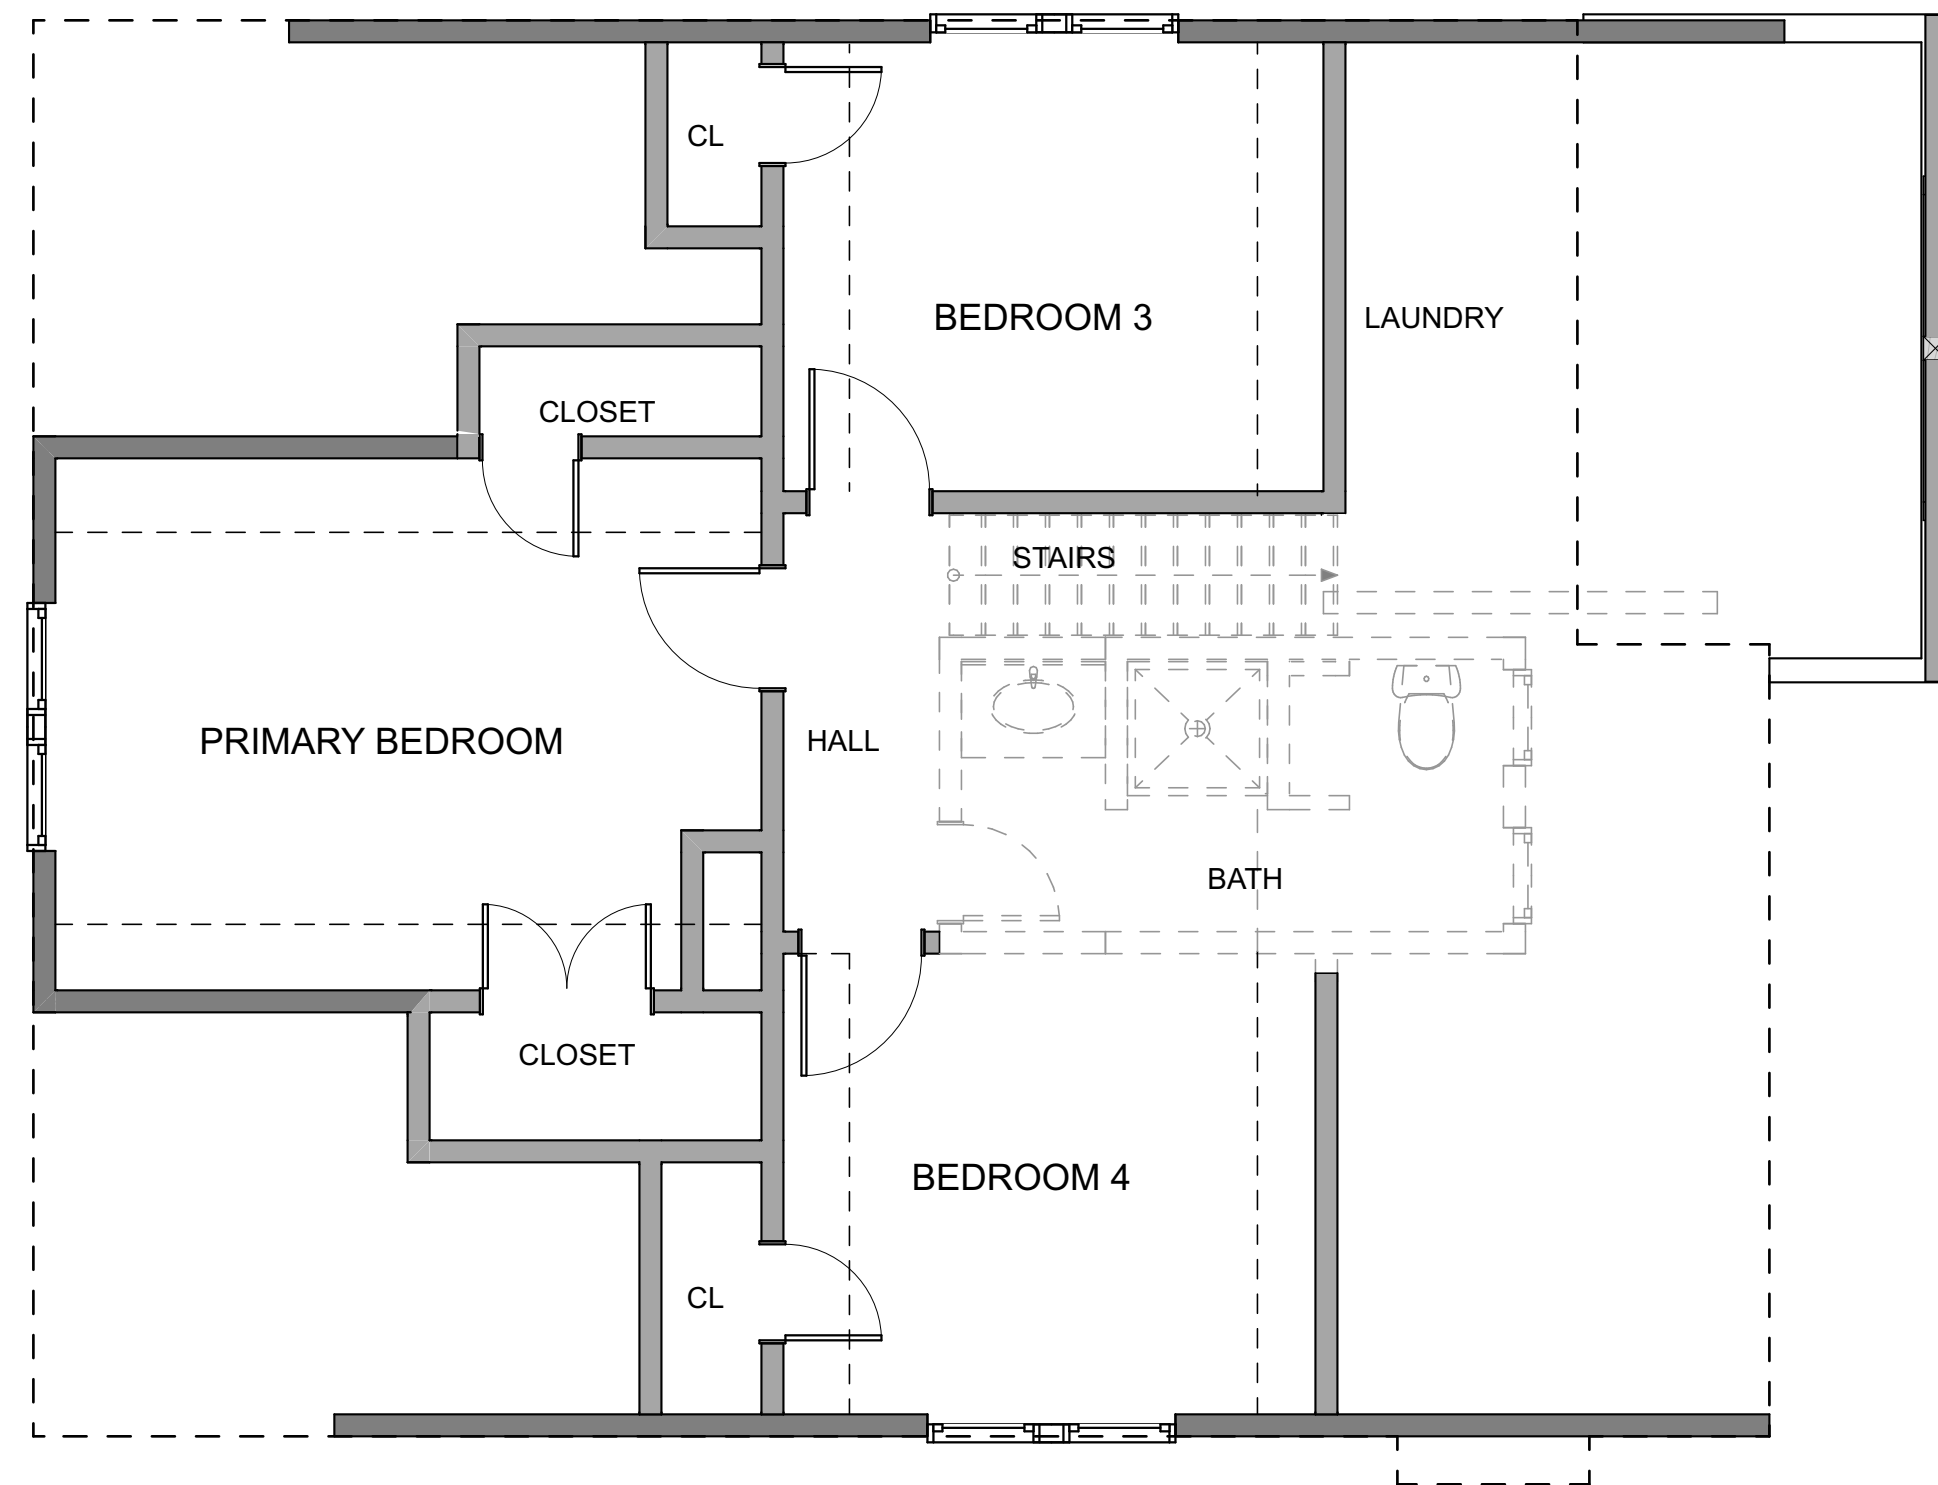 CL
BEDROOM 3
LAUNDRY
CLOSET
STAIRS
PRIMARY BEDROOM
HALL
BATH
CLOSET
BEDROOM 4
CL